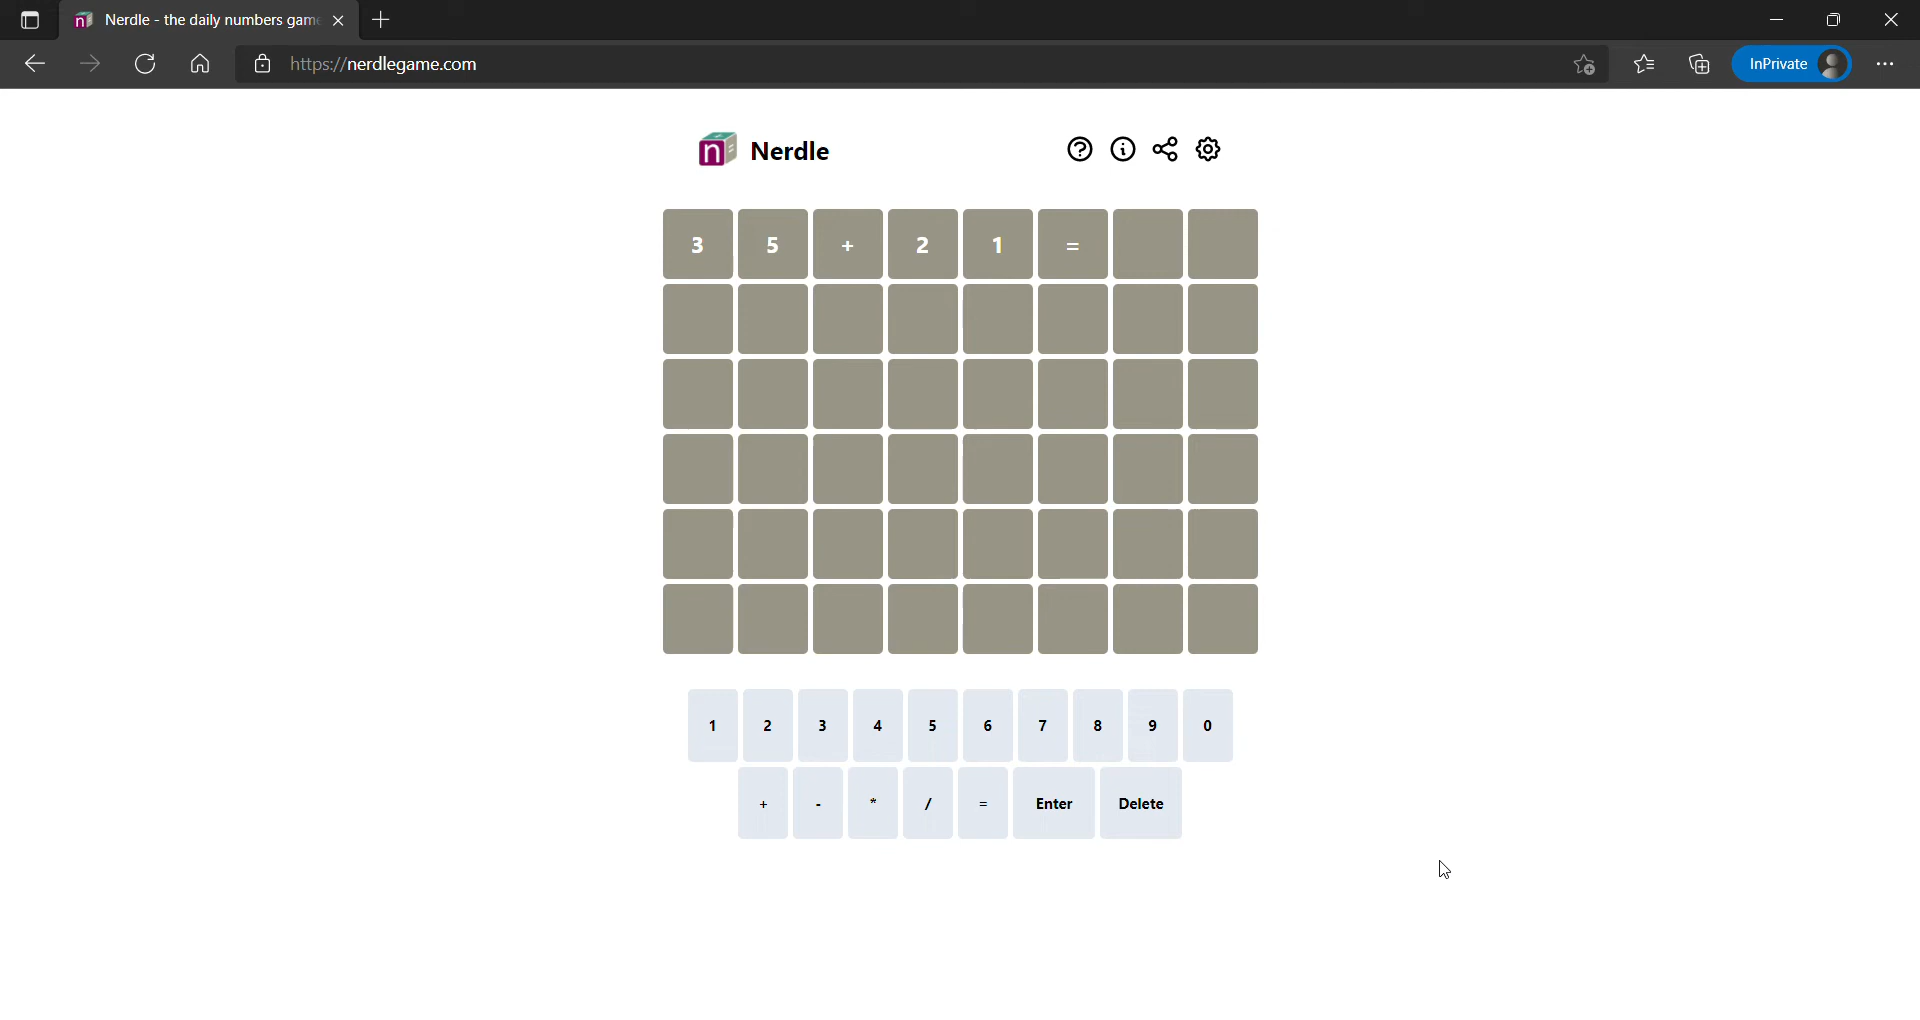 Nerdle - the daily numbers game
https://nerdlegame.com
InPrivate
n Nerdle
3 5 + 2 1 =
1 2 3 4 5 6 7 8 9 0
+ - * / = Enter Delete